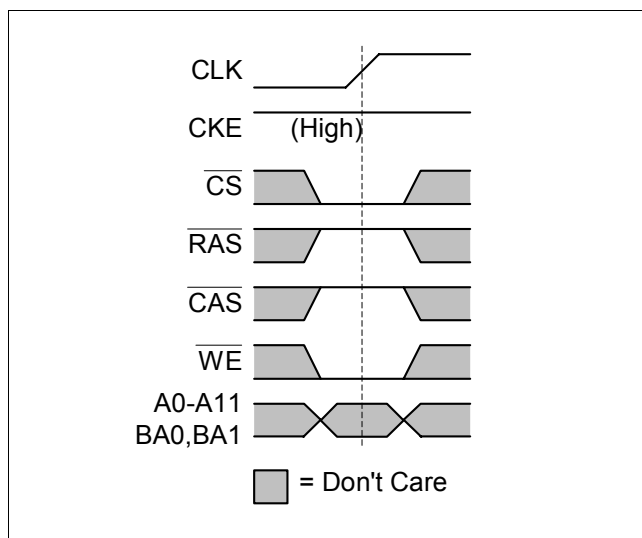 CLK
CKE (High)
CS
RAS
CAS
WE
A0-A11
BA0,BA1
= Don't Care